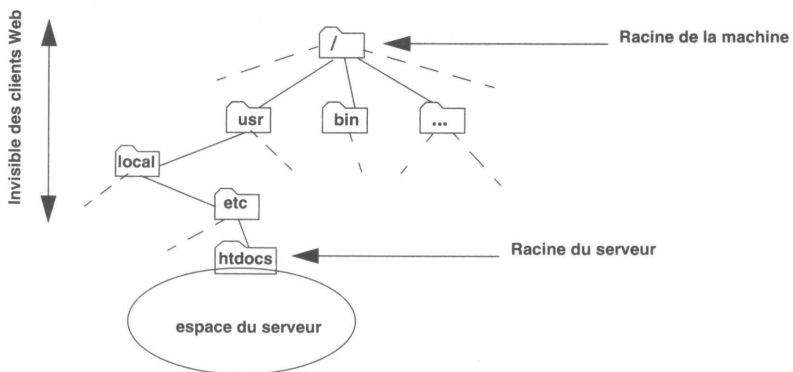 Invisible des clients Web
/
Racine de la machine
usr
bin
...
local
etc
htdocs
Racine du serveur
espace du serveur